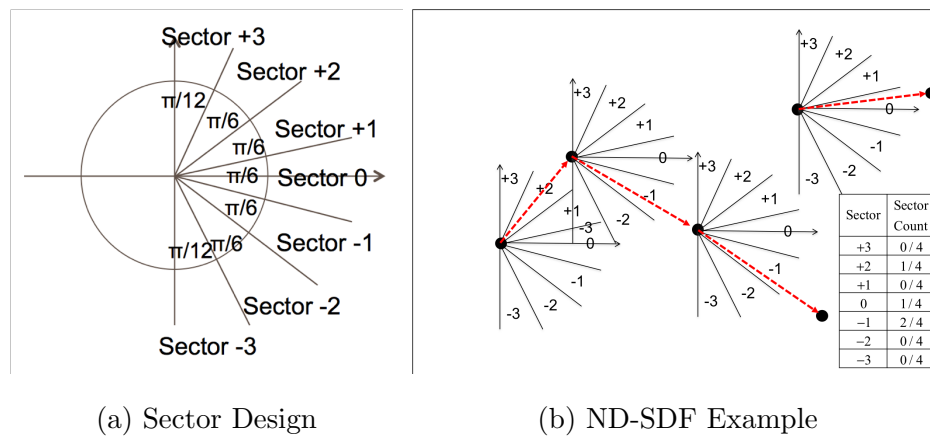 Sector +3
Sector +2
π/12
π/6
Sector +1
π/6
π/6
Sector 0
π/6
Sector -1
π/12
π/6
Sector -2
Sector -3
(a) Sector Design
+3
+2
+1
0
-1
-2
-3
+3
+2
+1
0
-1
-2
-3
+3
+2
+1
0
-1
-2
-3
+3
+2
+1
0
-1
-2
-3
Sector Sector Count
+3 0 / 4
+2 1 / 4
+1 0 / 4
0 1 / 4
−1 2 / 4
−2 0 / 4
−3 0 / 4
(b) ND-SDF Example